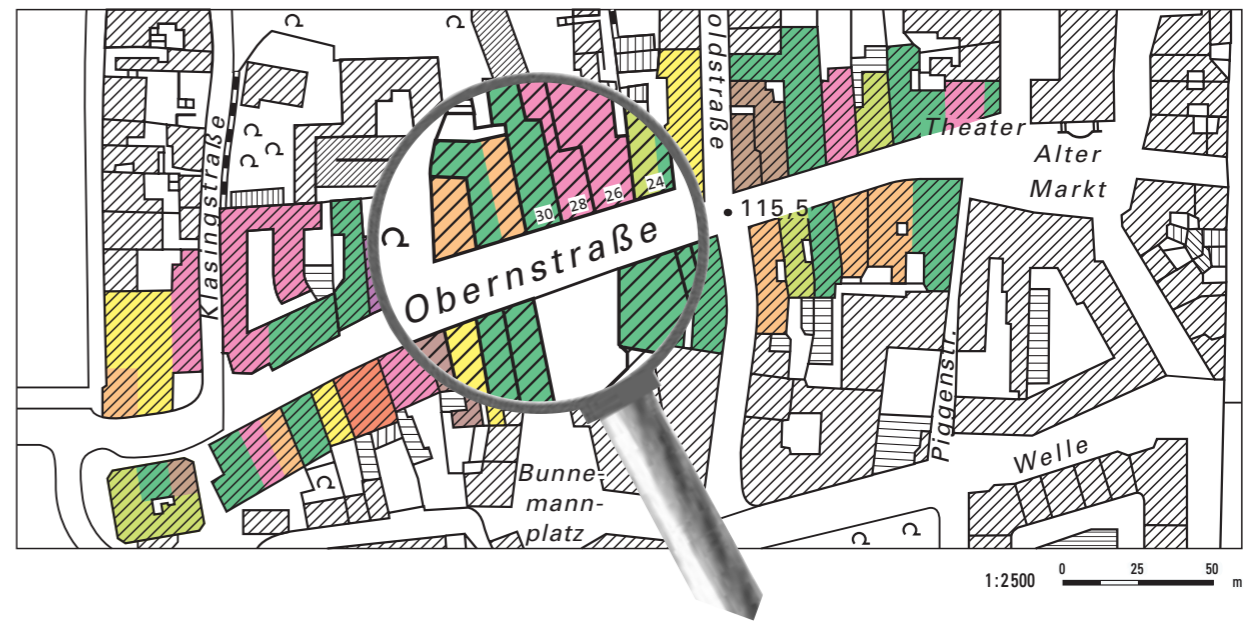 Klasingstraße
oldstraße
Theater
Alter
Markt
115,5
30
28
26
24
Obernstraße
Piggenstr.
Welle
Bunne-
mann-
platz
1:2500
0 25 50 m